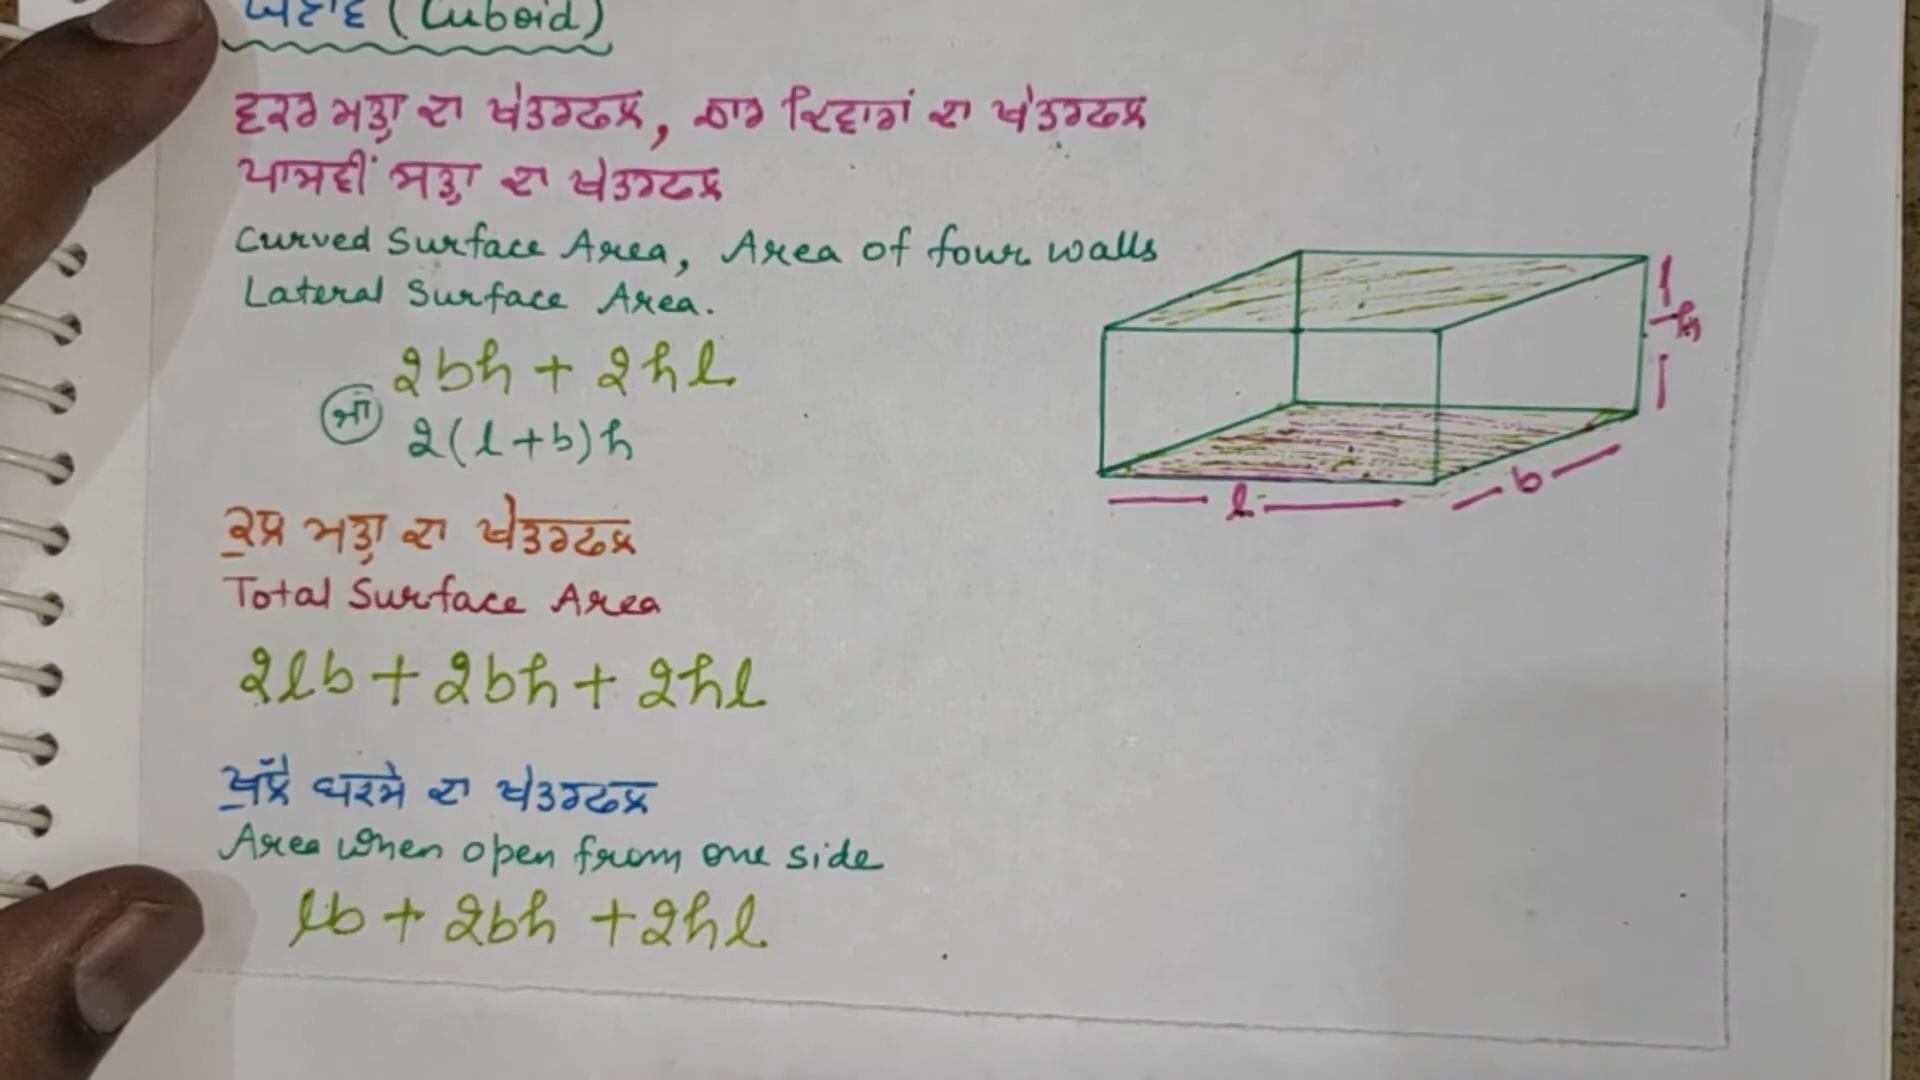 ਘਣਾਵ (Cuboid)
ਵਕਰ ਸਤ੍ਹਾ ਦਾ ਖੇਤਰਫਲ, ਚਾਰ ਦਿਵਾਰਾਂ ਦਾ ਖੇਤਰਫਲ
ਪਾਸਵੀਂ ਸਤ੍ਹਾ ਦਾ ਖੇਤਰਫਲ
Curved Surface Area, Area of four walls
Lateral Surface Area.
2bh + 2hl
ਜਾਂ 2(l+b)h
h
l
b
ਕੁਲ ਸਤ੍ਹਾ ਦਾ ਖੇਤਰਫਲ
Total Surface Area
2lb + 2bh + 2hl
ਖੁੱਲੇ ਬਕਸੇ ਦਾ ਖੇਤਰਫਲ
Area when open from one side
lb + 2bh + 2hl